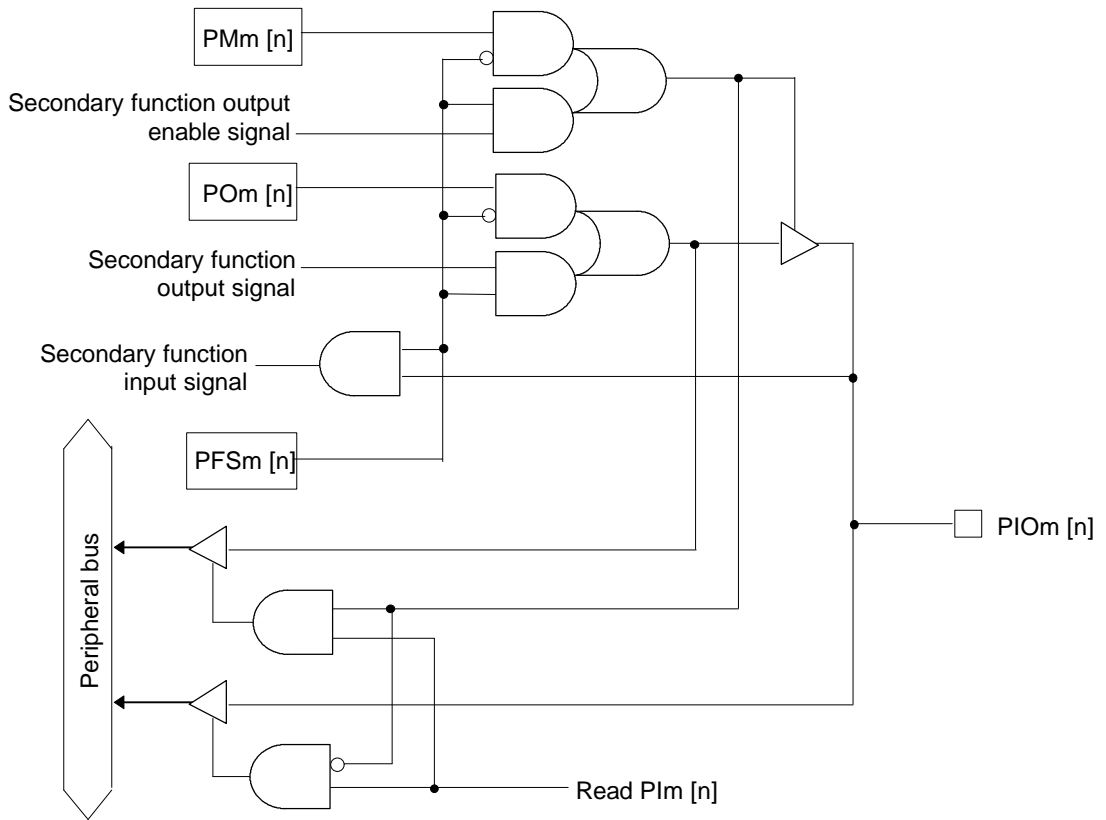 PMm [n]
Secondary function output
enable signal
POm [n]
Secondary function
output signal
Secondary function
input signal
PFSm [n]
PIOm [n]
Peripheral bus
Read PIm [n]